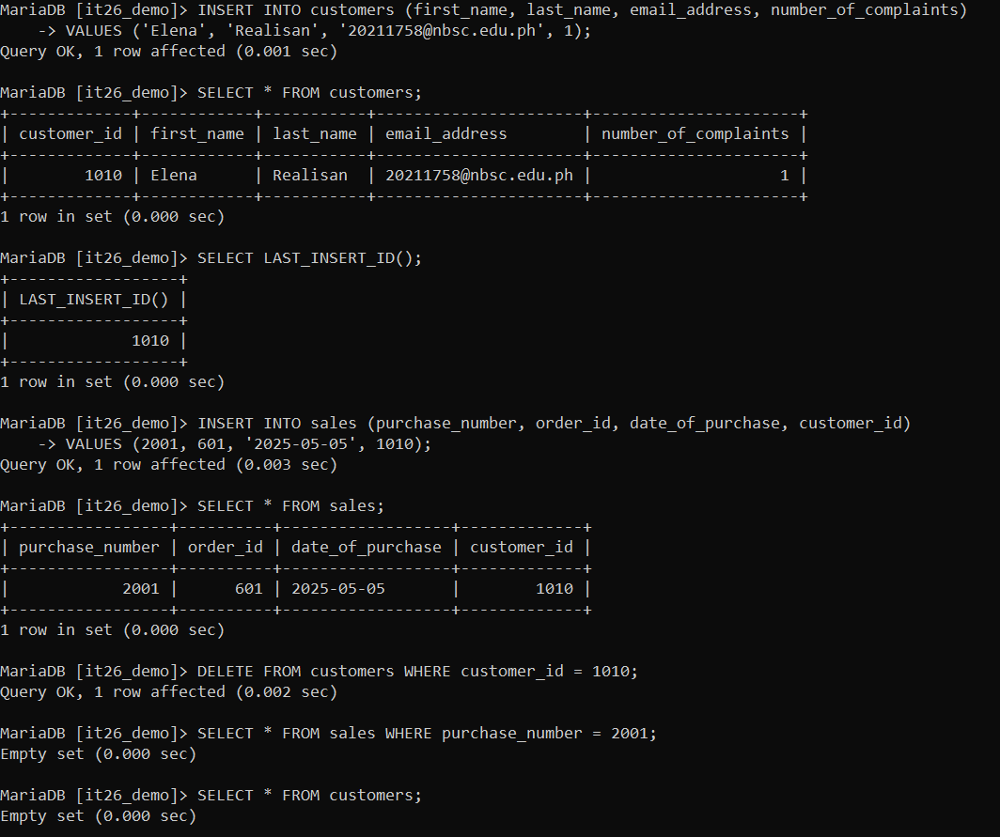 MariaDB [it26_demo]> INSERT INTO customers (first_name, last_name, email_address, number_of_complaints)
    -> VALUES ('Elena', 'Realisan', '20211758@nbsc.edu.ph', 1);
Query OK, 1 row affected (0.001 sec)

MariaDB [it26_demo]> SELECT * FROM customers;
+-------------+------------+-----------+----------------------+----------------------+
| customer_id | first_name | last_name | email_address        | number_of_complaints |
+-------------+------------+-----------+----------------------+----------------------+
|        1010 | Elena      | Realisan  | 20211758@nbsc.edu.ph |                    1 |
+-------------+------------+-----------+----------------------+----------------------+
1 row in set (0.000 sec)

MariaDB [it26_demo]> SELECT LAST_INSERT_ID();
+------------------+
| LAST_INSERT_ID() |
+------------------+
|             1010 |
+------------------+
1 row in set (0.000 sec)

MariaDB [it26_demo]> INSERT INTO sales (purchase_number, order_id, date_of_purchase, customer_id)
    -> VALUES (2001, 601, '2025-05-05', 1010);
Query OK, 1 row affected (0.003 sec)

MariaDB [it26_demo]> SELECT * FROM sales;
+-----------------+----------+------------------+-------------+
| purchase_number | order_id | date_of_purchase | customer_id |
+-----------------+----------+------------------+-------------+
|            2001 |      601 | 2025-05-05       |        1010 |
+-----------------+----------+------------------+-------------+
1 row in set (0.000 sec)

MariaDB [it26_demo]> DELETE FROM customers WHERE customer_id = 1010;
Query OK, 1 row affected (0.002 sec)

MariaDB [it26_demo]> SELECT * FROM sales WHERE purchase_number = 2001;
Empty set (0.000 sec)

MariaDB [it26_demo]> SELECT * FROM customers;
Empty set (0.000 sec)